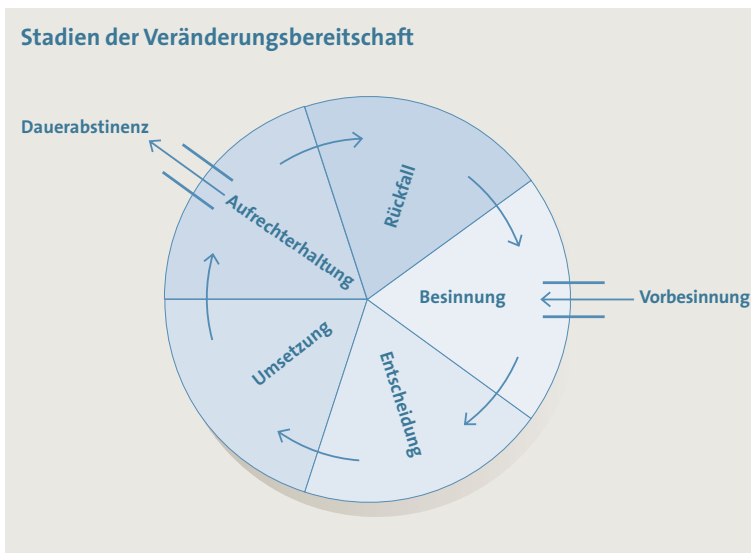 Stadien der Veränderungsbereitschaft
Dauerabstinenz
Rückfall
Aufrechterhaltung
Besinnung
Vorbesinnung
Umsetzung
Entscheidung